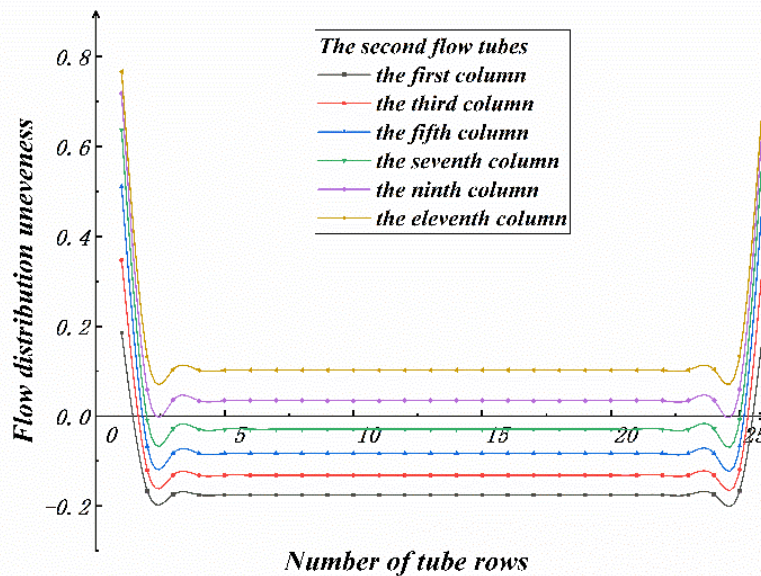 The second flow tubes
the first column
the third column
the fifth column
the seventh column
the ninth column
the eleventh column
Flow distribution uneveness
0.8
0.6
0.4
0.2
0.0
-0.2
0 5 10 15 20 25
Number of tube rows